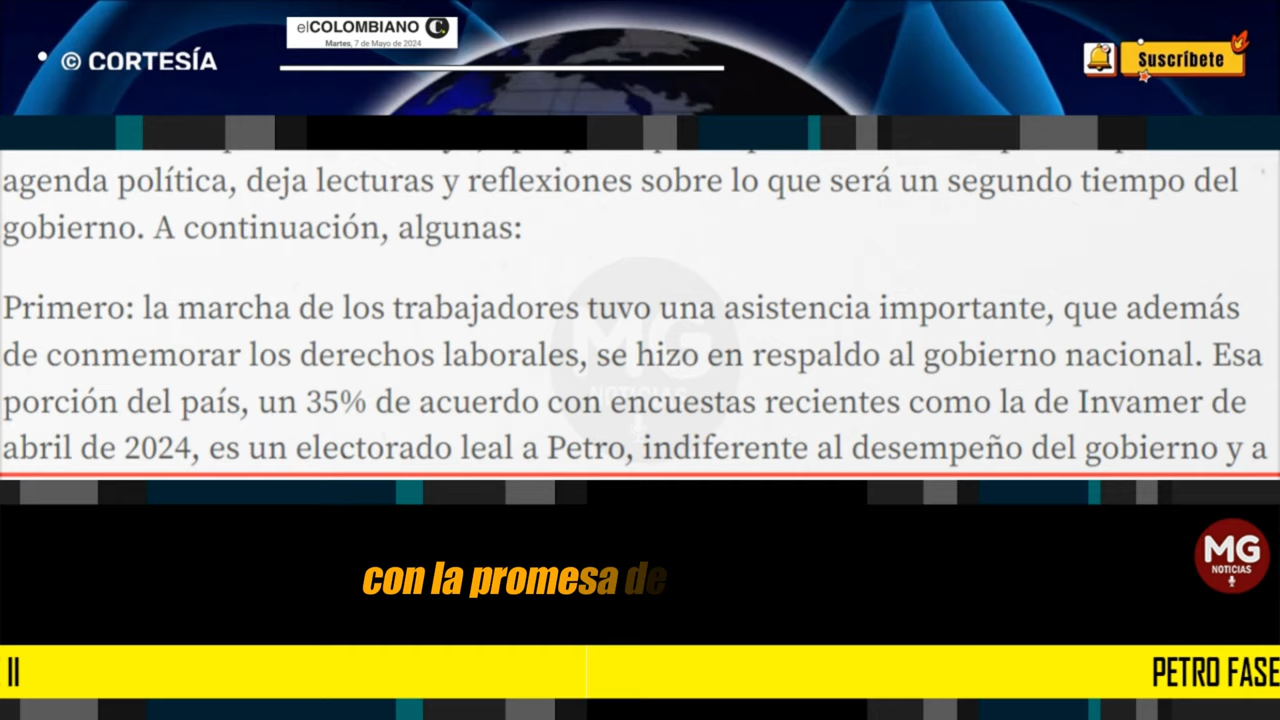 elCOLOMBIANO C
Martes, 7 de Mayo de 2024
© CORTESÍA
Suscríbete
agenda política, deja lecturas y reflexiones sobre lo que será un segundo tiempo del
gobierno. A continuación, algunas:
Primero: la marcha de los trabajadores tuvo una asistencia importante, que además
de conmemorar los derechos laborales, se hizo en respaldo al gobierno nacional. Esa
porción del país, un 35% de acuerdo con encuestas recientes como la de Invamer de
abril de 2024, es un electorado leal a Petro, indiferente al desempeño del gobierno y a
MG
NOTICIAS
con la promesa de
MG
NOTICIAS
II
PETRO FASE